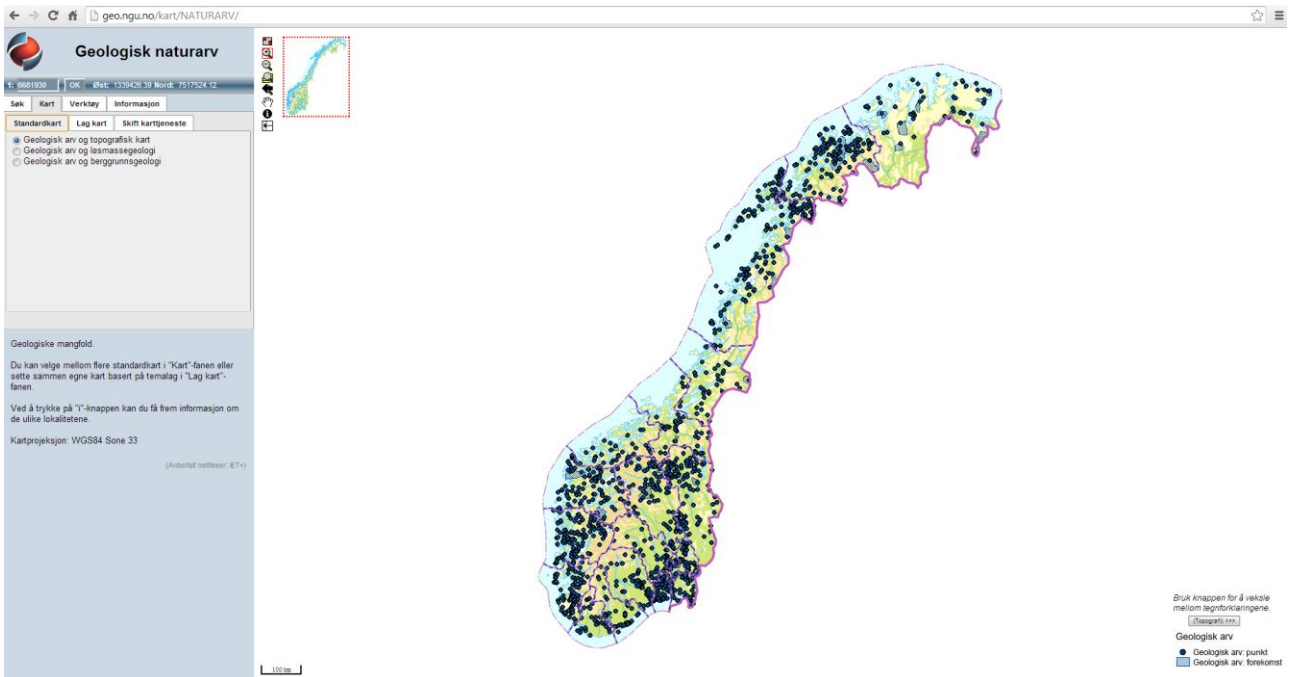 geo.ngu.no/kart/NATURARV/
Geologisk naturarv
1: 6681930 OK Øst: 1339426.39 Nord: 7517524.12
Søk Kart Verktøy Informasjon
Standardkart Lag kart Skift karttjeneste
Geologisk arv og topografisk kart
Geologisk arv og løsmassegeologi
Geologisk arv og berggrunnsgeologi
Geologiske mangfold.
Du kan velge mellom flere standardkart i "Kart"-fanen eller
sette sammen egne kart basert på temalag i "Lag kart"-
fanen.
Ved å trykke på "i"-knappen kan du få frem informasjon om
de ulike lokalitetene.
Kartprojeksjon: WGS84 Sone 33
(Anbefalt nettleser: E7+)
100 km
Bruk knappen for å veksle
mellom tegnforklaringene.
(Topografi) >>>
Geologisk arv
Geologisk arv: punkt
Geologisk arv: forekomst